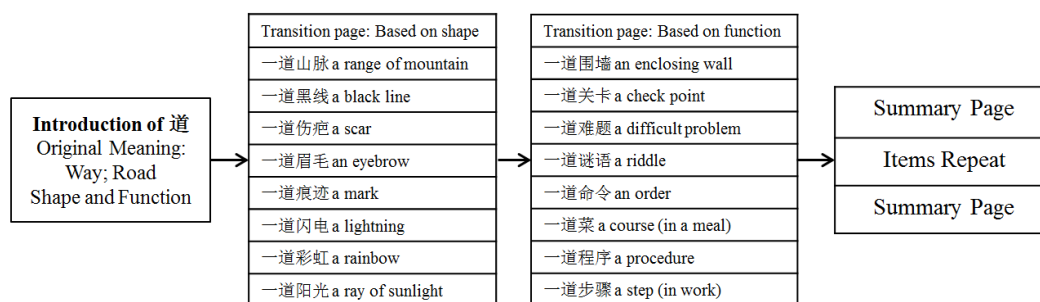 Introduction of 道
Original Meaning:
Way; Road
Shape and Function
Transition page: Based on shape
一道山脉 a range of mountain
一道黑线 a black line
一道伤疤 a scar
一道眉毛 an eyebrow
一道痕迹 a mark
一道闪电 a lightning
一道彩虹 a rainbow
一道阳光 a ray of sunlight
Transition page: Based on function
一道围墙 an enclosing wall
一道关卡 a check point
一道难题 a difficult problem
一道谜语 a riddle
一道命令 an order
一道菜 a course (in a meal)
一道程序 a procedure
一道步骤 a step (in work)
Summary Page
Items Repeat
Summary Page